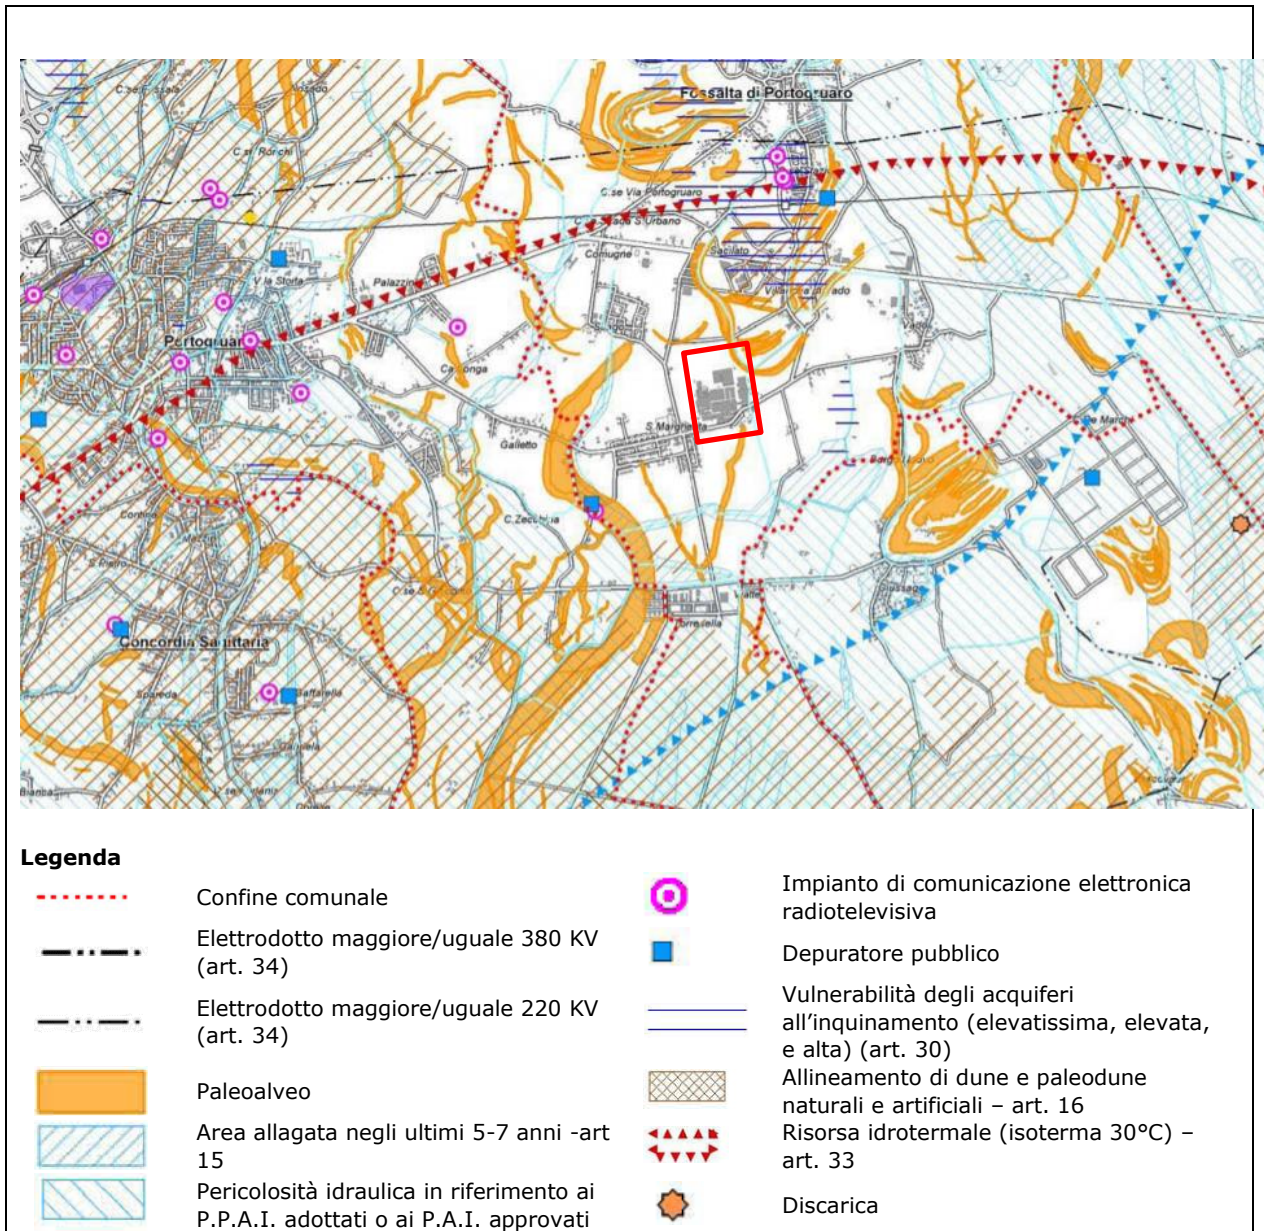 Fossalta di Portogruaro
C.se Via Portogruaro
Comugne
Sacilato
Palazzine
V.la Storta
Portogruaro
Galletto
S.Margherita
C.Zecchina
Concordia Sagittaria
Spareda
Torresella
Legenda
Confine comunale
Elettrodotto maggiore/uguale 380 KV
(art. 34)
Elettrodotto maggiore/uguale 220 KV
(art. 34)
Paleoalveo
Area allagata negli ultimi 5-7 anni -art
15
Pericolosità idraulica in riferimento ai
P.P.A.I. adottati o ai P.A.I. approvati
Impianto di comunicazione elettronica
radiotelevisiva
Depuratore pubblico
Vulnerabilità degli acquiferi
all'inquinamento (elevatissima, elevata,
e alta) (art. 30)
Allineamento di dune e paleodune
naturali e artificiali – art. 16
Risorsa idrotermale (isoterma 30°C) –
art. 33
Discarica